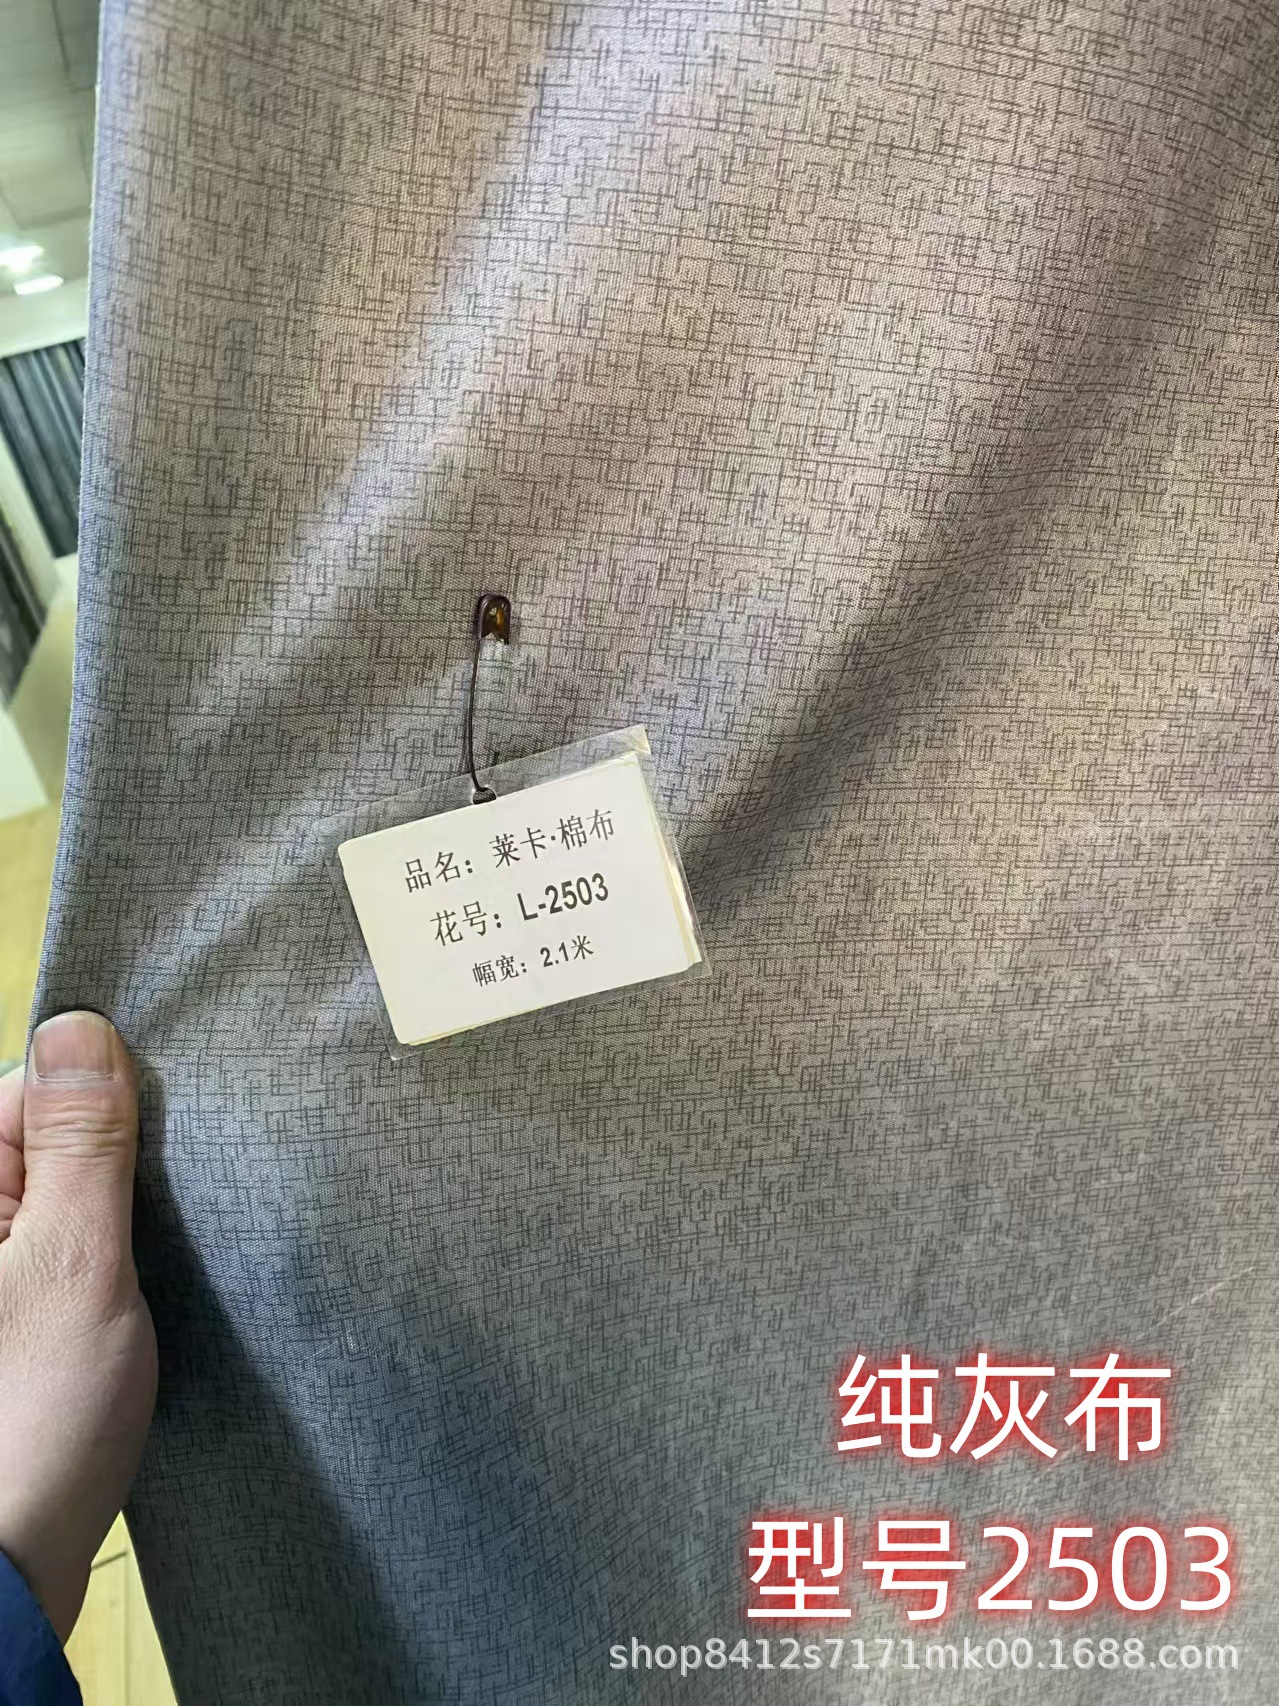 品名：莱卡·棉布
花号：L-2503
幅宽：2.1米
纯灰布
型号2503
shop8412s7171mk00.1688.com